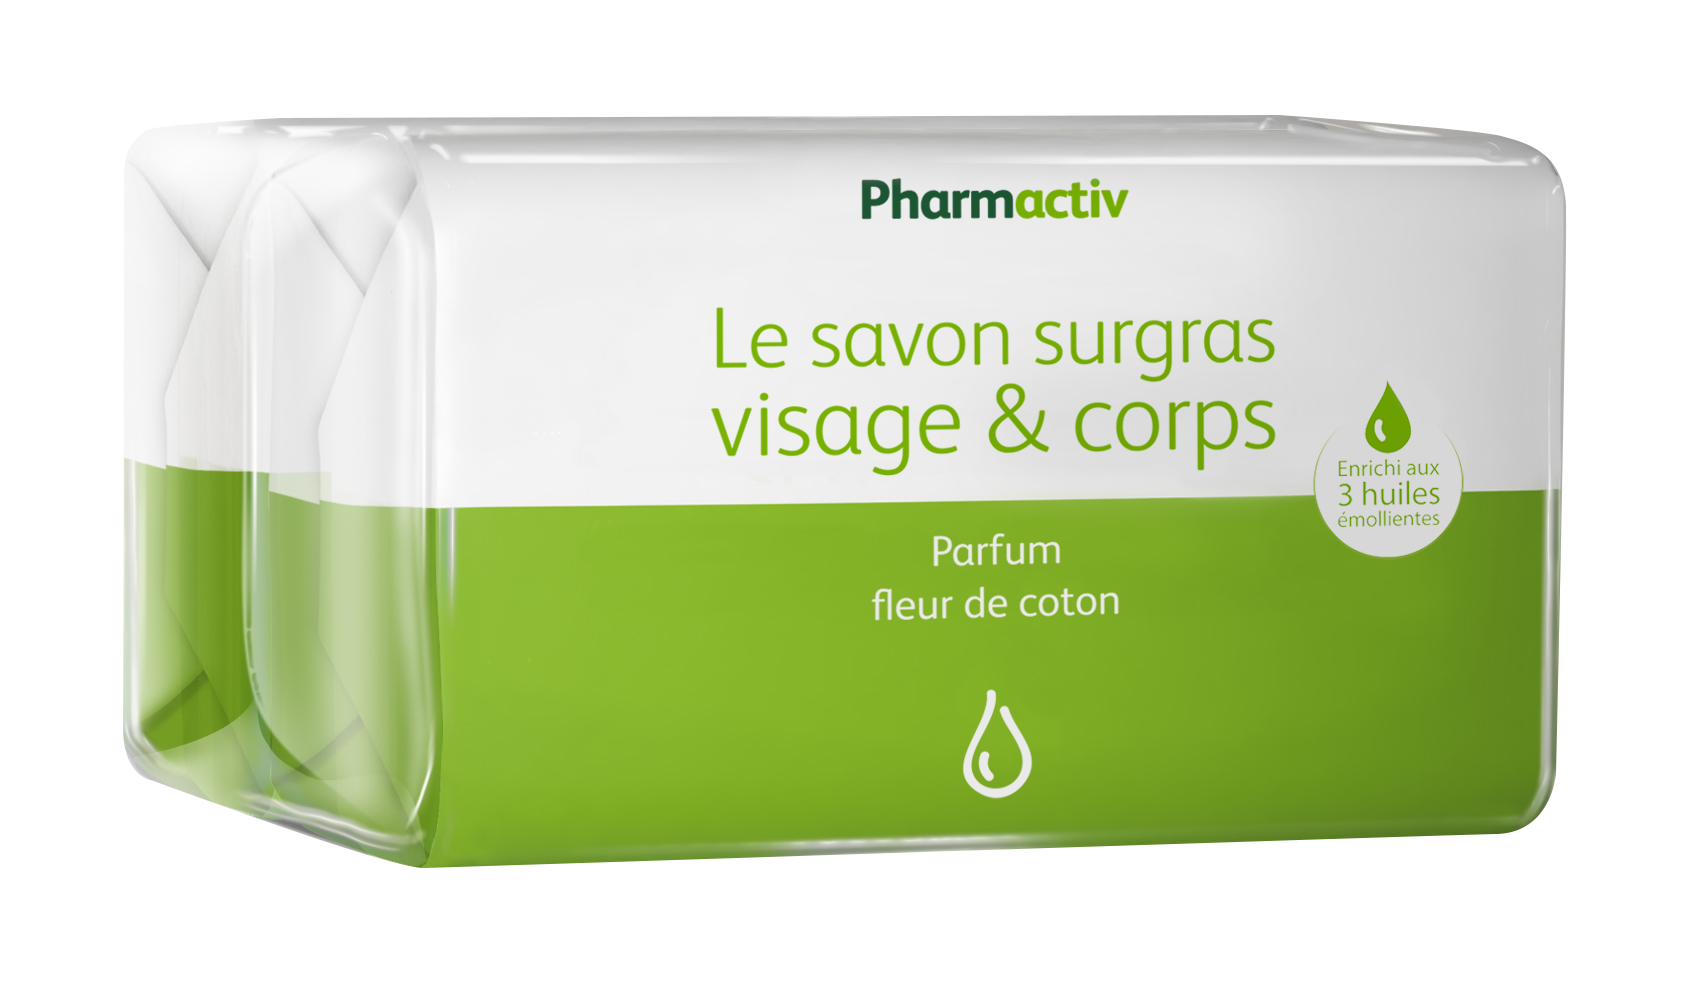 Pharmactiv
Le savon surgras
visage & corps
Enrichi aux
3 huiles
émollientes
Parfum
fleur de coton